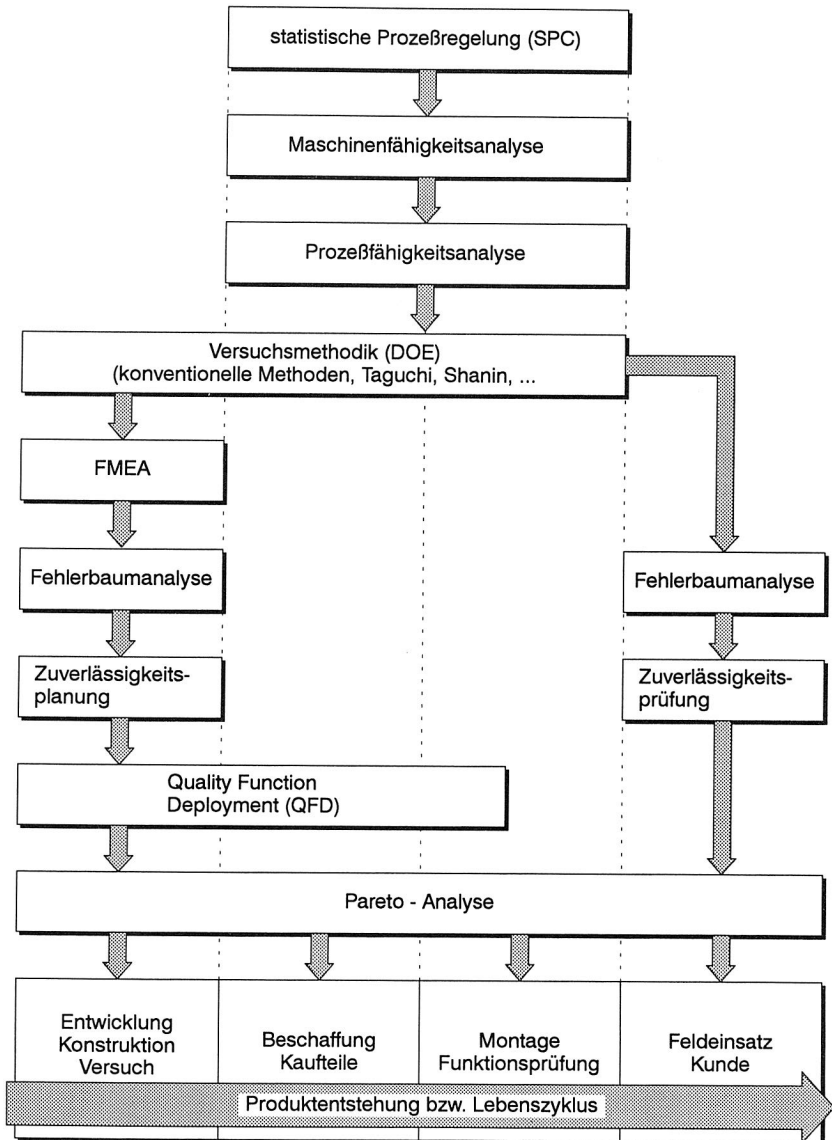 statistische Prozeßregelung (SPC)
Maschinenfähigkeitsanalyse
Prozeßfähigkeitsanalyse
Versuchsmethodik (DOE)
(konventionelle Methoden, Taguchi, Shanin, ...
FMEA
Fehlerbaumanalyse
Fehlerbaumanalyse
Zuverlässigkeits-
planung
Zuverlässigkeits-
prüfung
Quality Function
Deployment (QFD)
Pareto - Analyse
Entwicklung
Konstruktion
Versuch
Beschaffung
Kaufteile
Montage
Funktionsprüfung
Feldeinsatz
Kunde
Produktentstehung bzw. Lebenszyklus